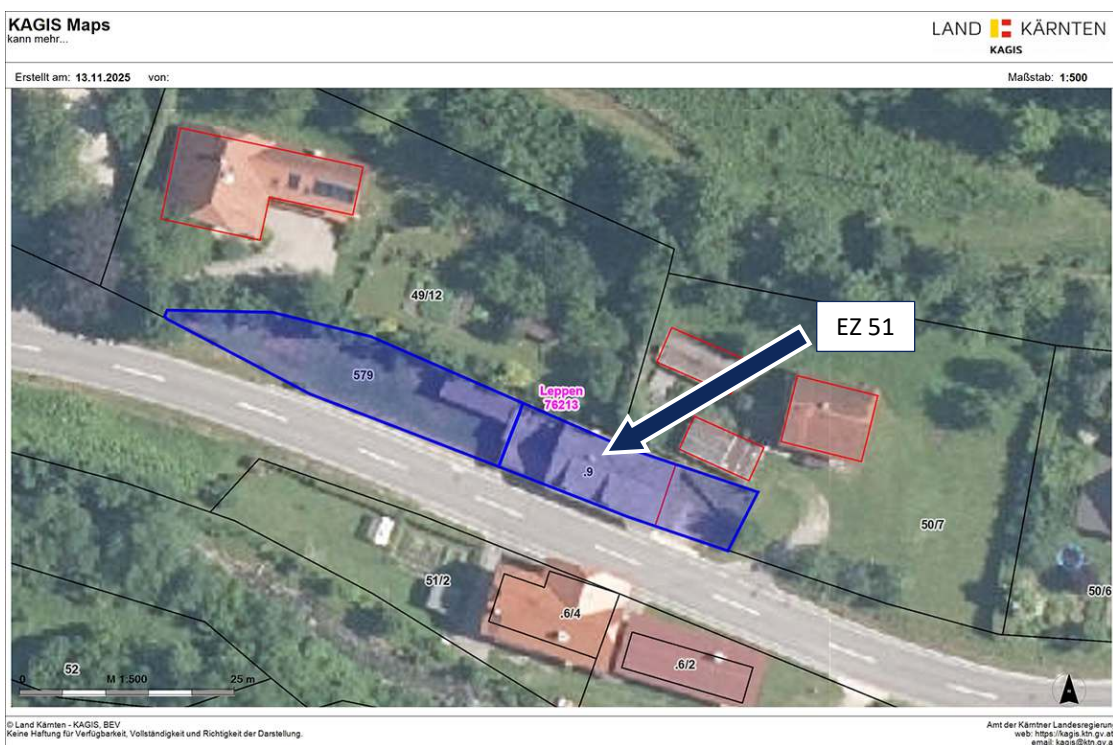 KAGIS Maps
kann mehr...
LAND KÄRNTEN
KAGIS
Erstellt am: 13.11.2025 von:
Maßstab: 1:500
EZ 51
49/12
579
Leppen
76213
.9
50/7
51/2
50/6
.6/4
.6/2
52
0 M 1:500 25 m
© Land Kärnten - KAGIS, BEV
Keine Haftung für Verfügbarkeit, Vollständigkeit und Richtigkeit der Darstellung.
Amt der Kärntner Landesregierung
web: https://kagis.ktn.gv.at
email: kagis@ktn.gv.at